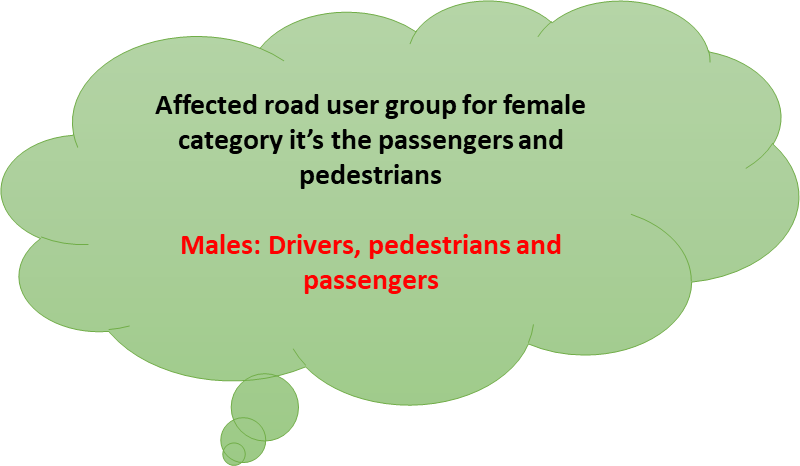 Affected road user group for female
category it’s the passengers and
pedestrians
Males: Drivers, pedestrians and
passengers